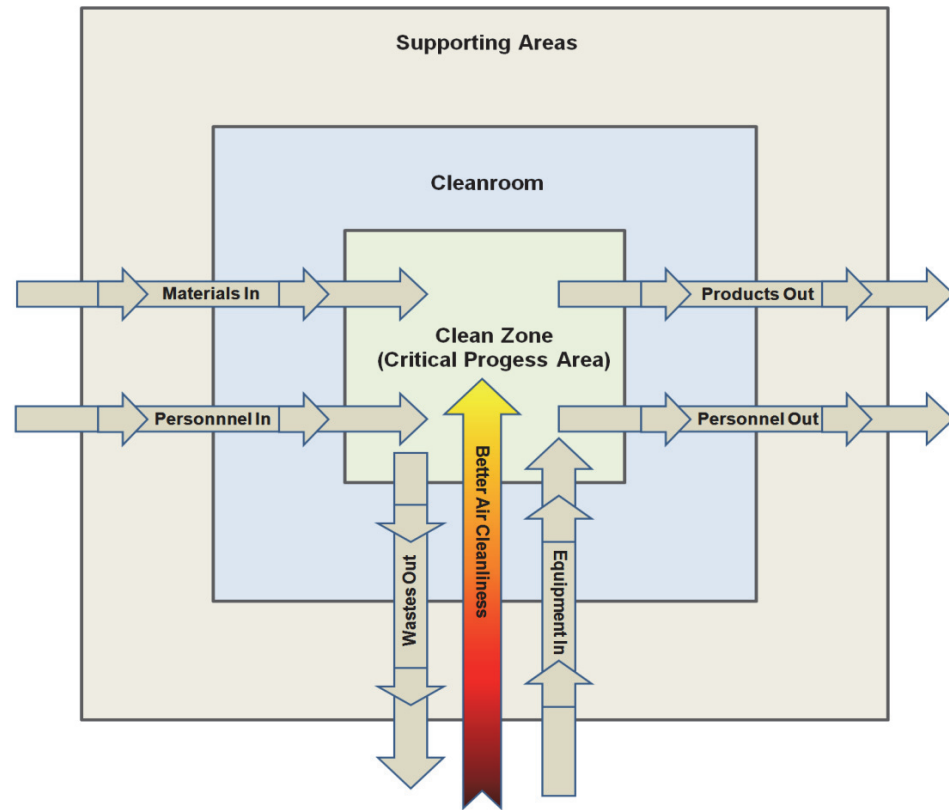 Supporting Areas
Cleanroom
Materials In
Products Out
Clean Zone
(Critical Progess Area)
Personnnel In
Personnel Out
Wastes Out
Better Air Cleanliness
Equipment In